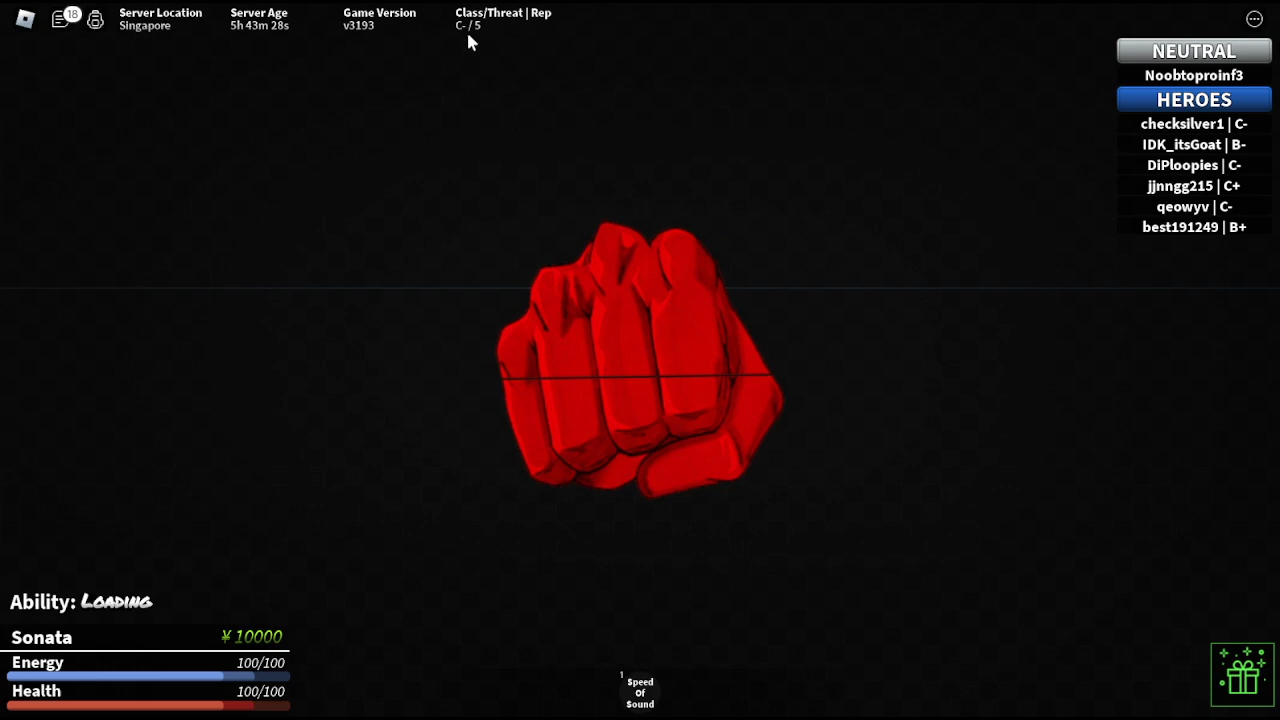 18
Server Location
Singapore
Server Age
5h 43m 28s
Game Version
v3193
Class/Threat | Rep
C- / 5
NEUTRAL
Noobtoproinf3
HEROES
checksilver1 | C-
IDK_itsGoat | B-
DiPloopies | C-
jjnngg215 | C+
qeowyv | C-
best191249 | B+
Ability: LOADING
Sonata ¥ 10000
Energy 100/100
Health 100/100
1
Speed
Of
Sound